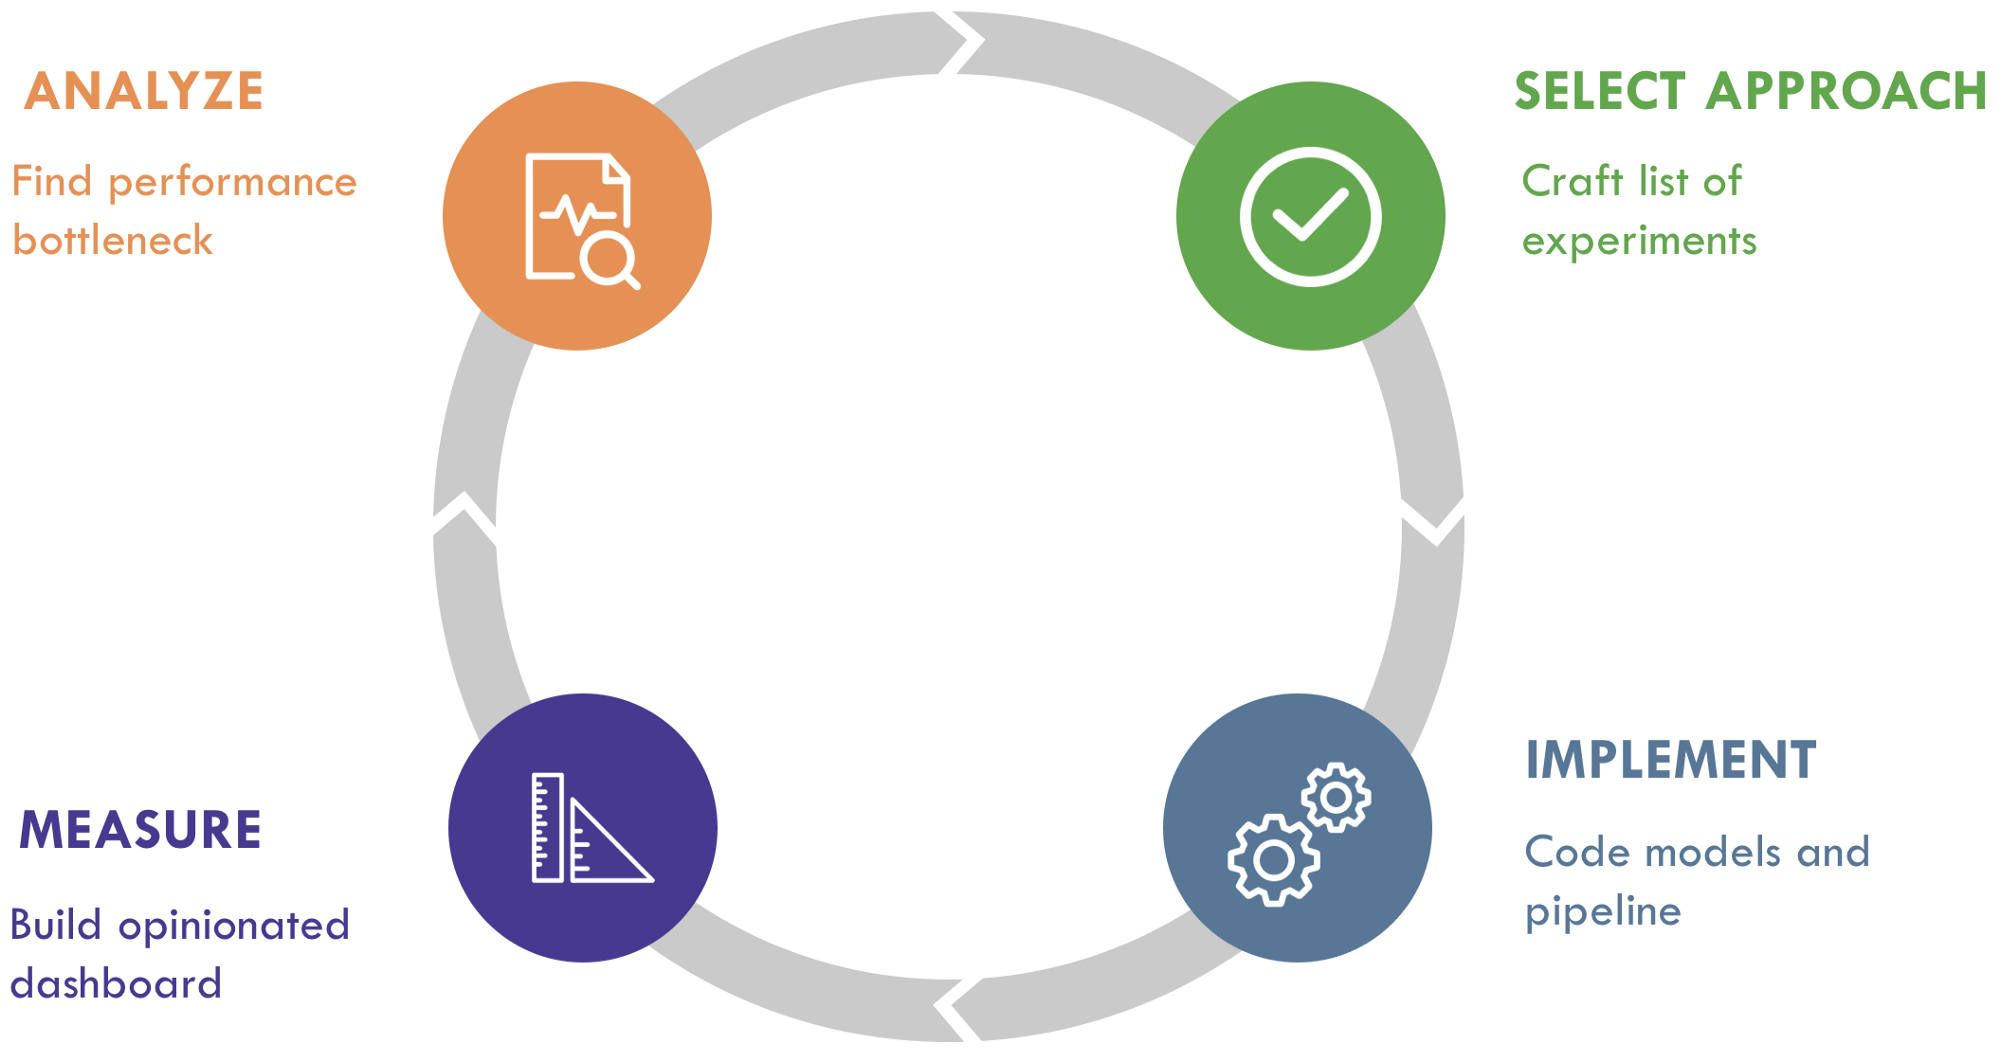 ANALYZE
Find performance
bottleneck
SELECT APPROACH
Craft list of
experiments
IMPLEMENT
Code models and
pipeline
MEASURE
Build opinionated
dashboard